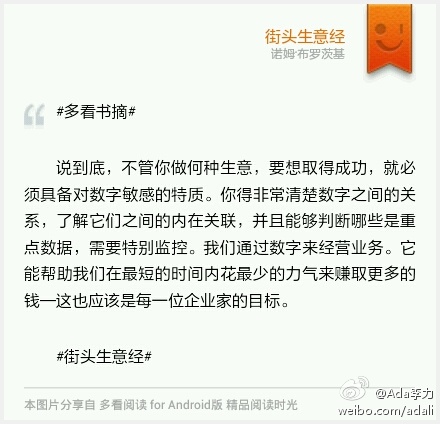 街头生意经
诺姆·布罗茨基
#多看书摘#
说到底，不管你做何种生意，要想取得成功，就必
须具备对数字敏感的特质。你得非常清楚数字之间的关
系，了解它们之间的内在关联，并且能够判断哪些是重
点数据，需要特别监控。我们通过数字来经营业务。它
能帮助我们在最短的时间内花最少的力气来赚取更多的
钱—这也应该是每一位企业家的目标。
#街头生意经#
本图片分享自 多看阅读 for Android版 精品阅读时光
@Ada李力
weibo.com/adali